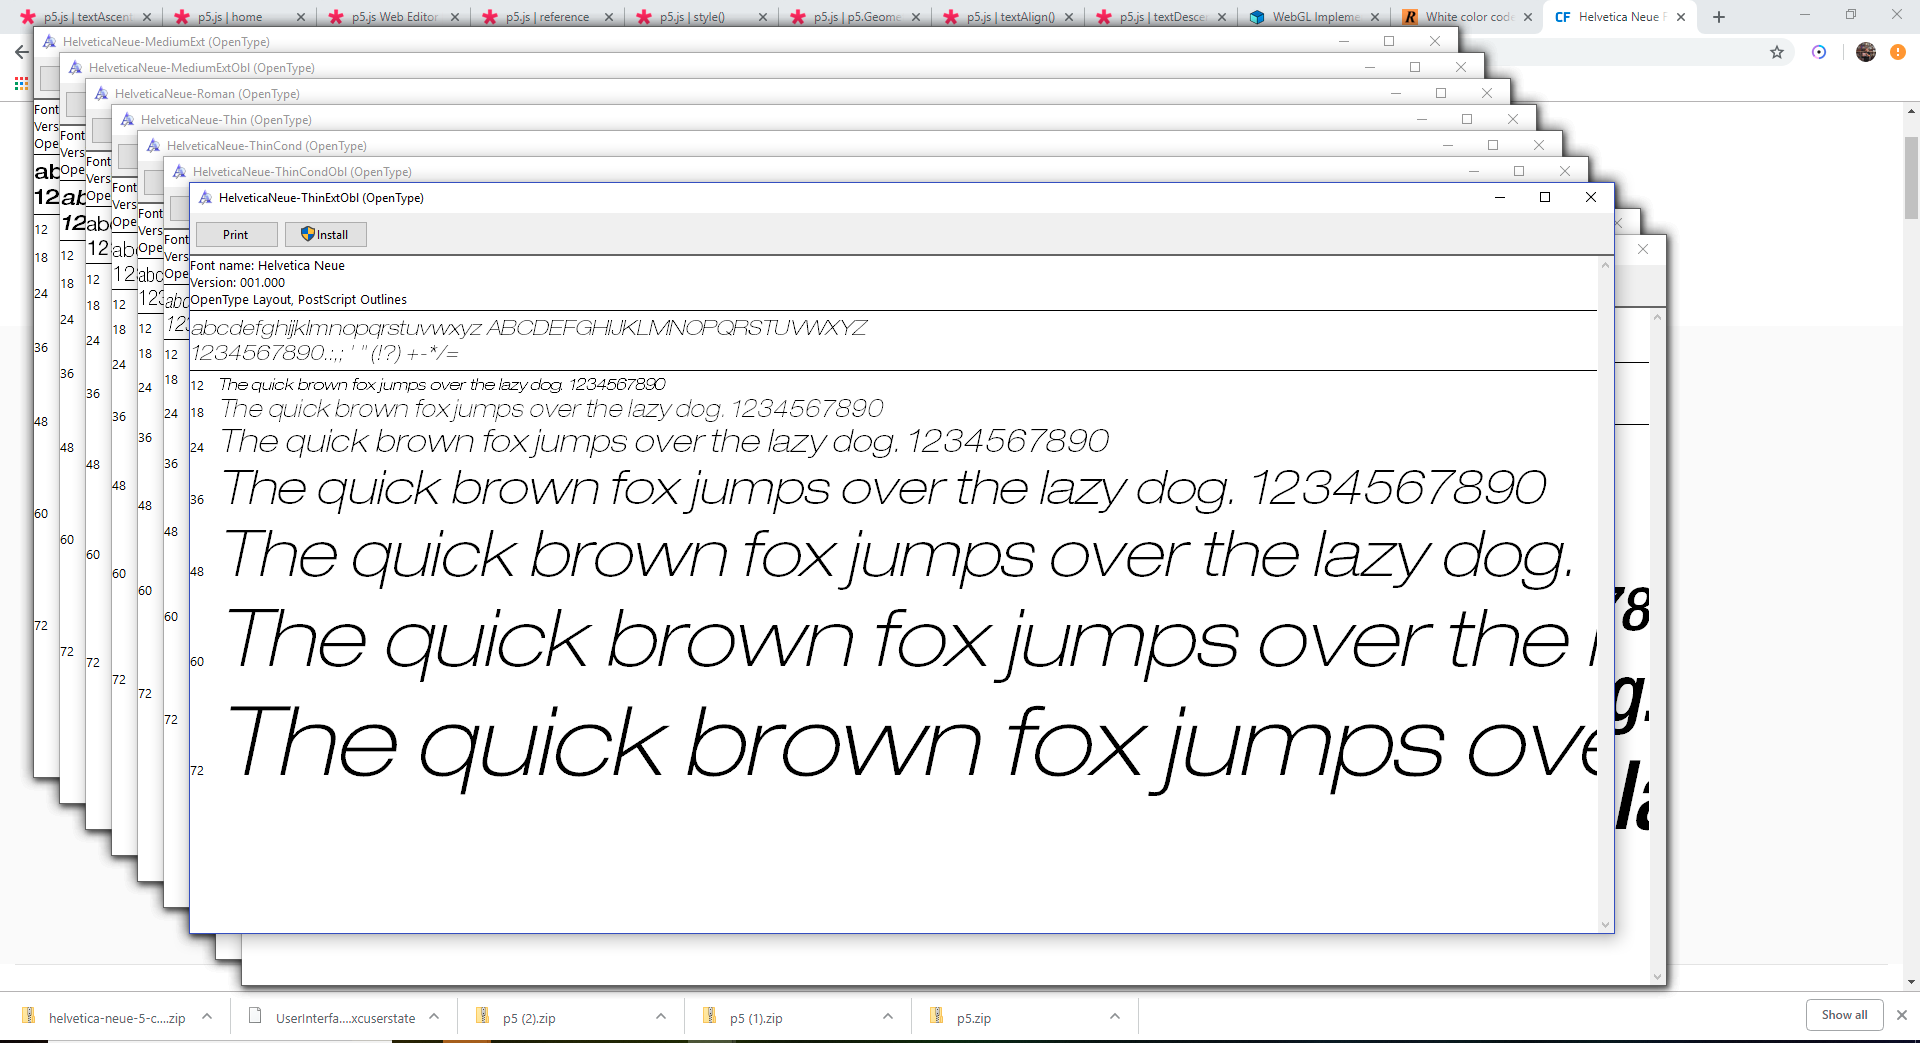 p5.js | textAscent
p5.js | home
p5.js Web Editor
p5.js | reference
p5.js | style()
p5.js | p5.Geome
p5.js | textAlign()
p5.js | textDescen
WebGL Impleme
White color code
CF Helvetica Neue F
HelveticaNeue-MediumExt (OpenType)
HelveticaNeue-MediumExtObl (OpenType)
HelveticaNeue-Roman (OpenType)
HelveticaNeue-Thin (OpenType)
HelveticaNeue-ThinCond (OpenType)
HelveticaNeue-ThinCondObl (OpenType)
HelveticaNeue-ThinExtObl (OpenType)
Print
Install
Font name: Helvetica Neue
Version: 001.000
OpenType Layout, PostScript Outlines
abcdefghijklmnopqrstuvwxyz ABCDEFGHIJKLMNOPQRSTUVWXYZ
1234567890.:,; ' " (!?) +-*/=
12 The quick brown fox jumps over the lazy dog. 1234567890
18 The quick brown fox jumps over the lazy dog. 1234567890
24 The quick brown fox jumps over the lazy dog. 1234567890
36 The quick brown fox jumps over the lazy dog. 1234567890
48 The quick brown fox jumps over the lazy dog.
60 The quick brown fox jumps over the
72 The quick brown fox jumps ove
helvetica-neue-5-c....zip
UserInterfa....xcuserstate
p5 (2).zip
p5 (1).zip
p5.zip
Show all